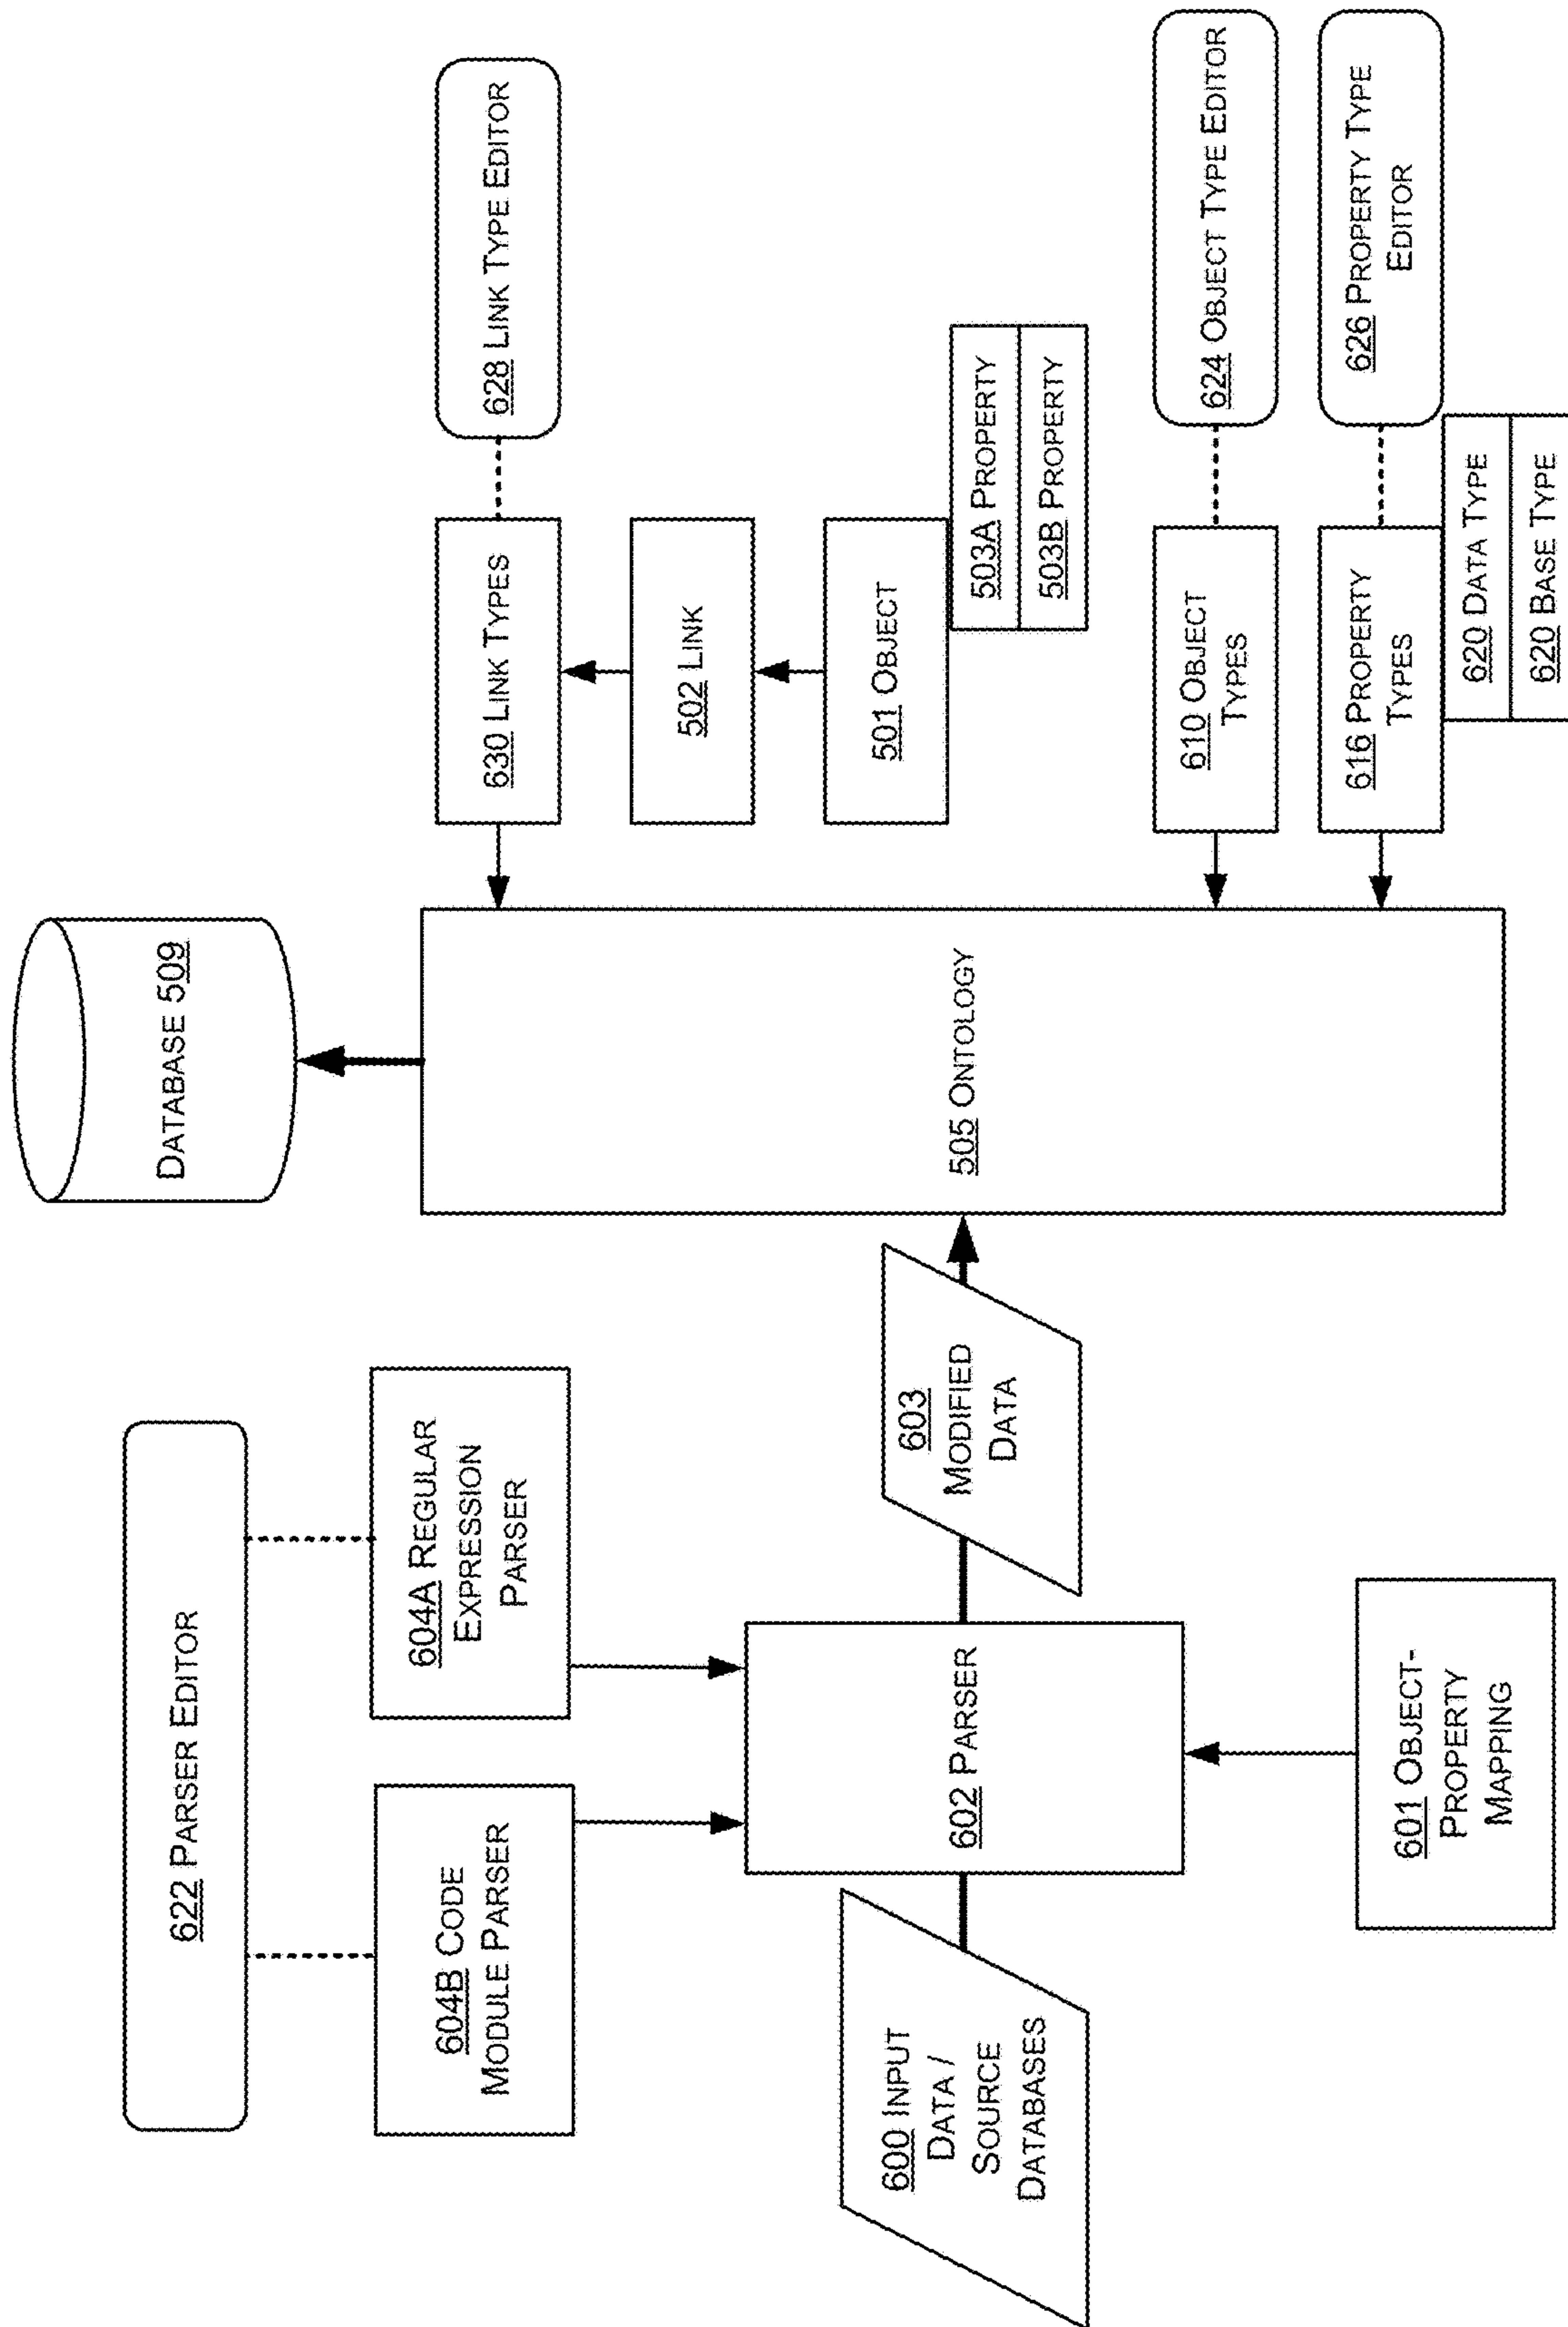 622 PARSER EDITOR
604B CODE
MODULE PARSER
604A REGULAR
EXPRESSION
PARSER
600 INPUT
DATA /
SOURCE
DATABASES
602 PARSER
603
MODIFIED
DATA
601 OBJECT-
PROPERTY
MAPPING
DATABASE 509
505 ONTOLOGY
630 LINK TYPES
628 LINK TYPE EDITOR
502 LINK
501 OBJECT
503A PROPERTY
503B PROPERTY
610 OBJECT
TYPES
624 OBJECT TYPE EDITOR
616 PROPERTY
TYPES
626 PROPERTY TYPE
EDITOR
620 DATA TYPE
620 BASE TYPE